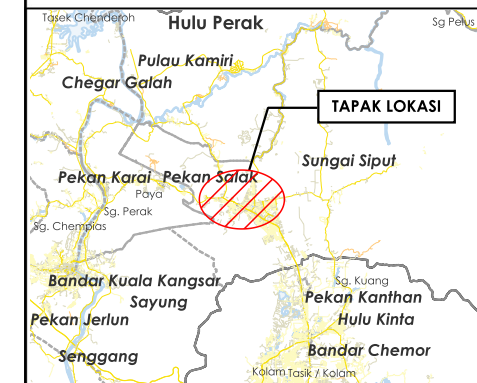 Tasek Chenderoh
Hulu Perak
Sg Pelus
Pulau Kamiri
Chegar Galah
TAPAK LOKASI
Sungai Siput
Pekan Karai
Pekan Salak
Paya
Sg. Perak
Sg. Chempias
Bandar Kuala Kangsar
Sg. Kuang
Sayung
Pekan Kanthan
Pekan Jerlun
Hulu Kinta
Senggang
Bandar Chemor
Kolam
Tasik / Kolam